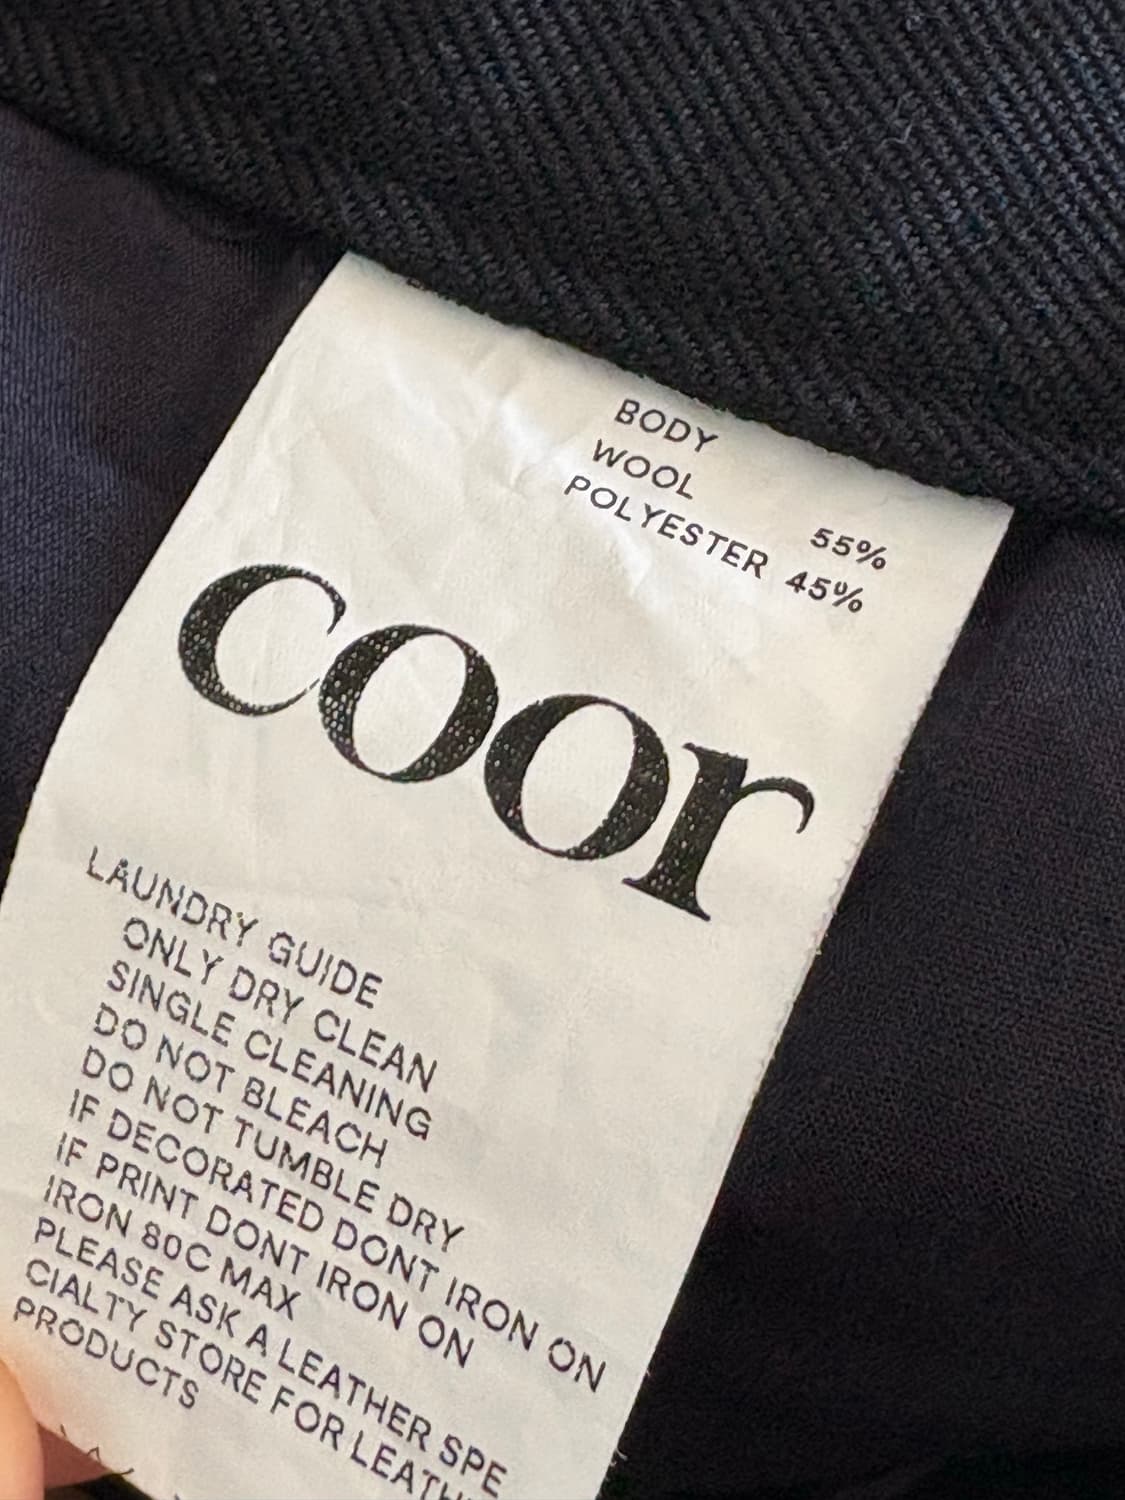 BODY
WOOL 55%
POLYESTER 45%
coor
LAUNDRY GUIDE
ONLY DRY CLEAN
SINGLE CLEANING
DO NOT BLEACH
DO NOT TUMBLE DRY
IF DECORATED DONT IRON ON
IF PRINT DONT IRON ON
IRON 80C MAX
PLEASE ASK A LEATHER SPE
CIALTY STORE FOR
PRODUCTS